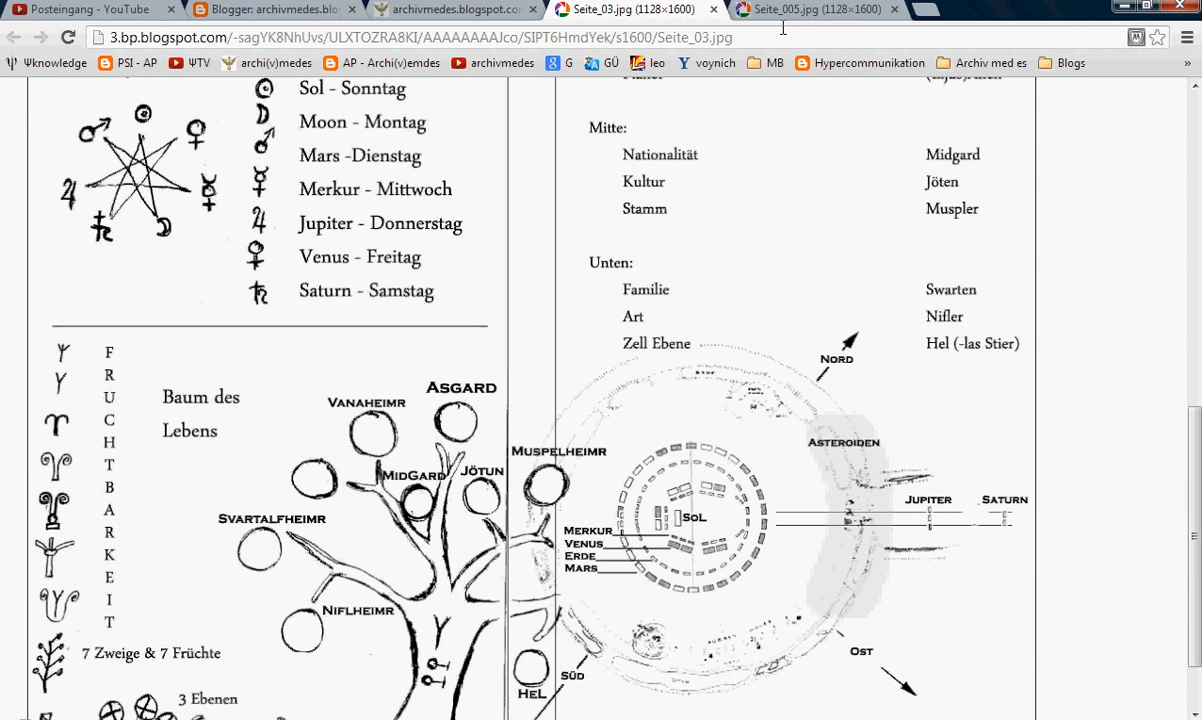 Posteingang - YouTube
Blogger: archivmedes.bl
archivmedes.blogspot.com
Seite_03.jpg (1128×1600)
Seite_005.jpg (1128×1600)
3.bp.blogspot.com/-sagYK8NhUvs/ULXTOZRA8KI/AAAAAAAAJco/SIPT6HmdYek/s1600/Seite_03.jpg
Ψknowledge
PSI - AP
ΨTV
archi(v)medes
AP - Archi(v)emdes
archivmedes
G
GÜ
leo
voynich
MB
Hypercommunikation
Archiv med es
Blogs
»
Sol - Sonntag
Moon - Montag
Mars -Dienstag
Merkur - Mittwoch
Jupiter - Donnerstag
Venus - Freitag
Saturn - Samstag
Mitte:
Nationalität Midgard
Kultur Jöten
Stamm Muspler
Unten:
Familie Swarten
Art Nifler
Zell Ebene Hel (-las Stier)
F
R
U
C
H
T
B
A
R
K
E
I
T
Baum des
Lebens
7 Zweige & 7 Früchte
3 Ebenen
Asgard
Vanaheimr
Muspelheimr
MidGard
Jötun
Svartalfheimr
Niflheimr
Hel
Nord
Asteroiden
Jupiter
Saturn
Sol
Merkur
Venus
Erde
Mars
Süd
Ost